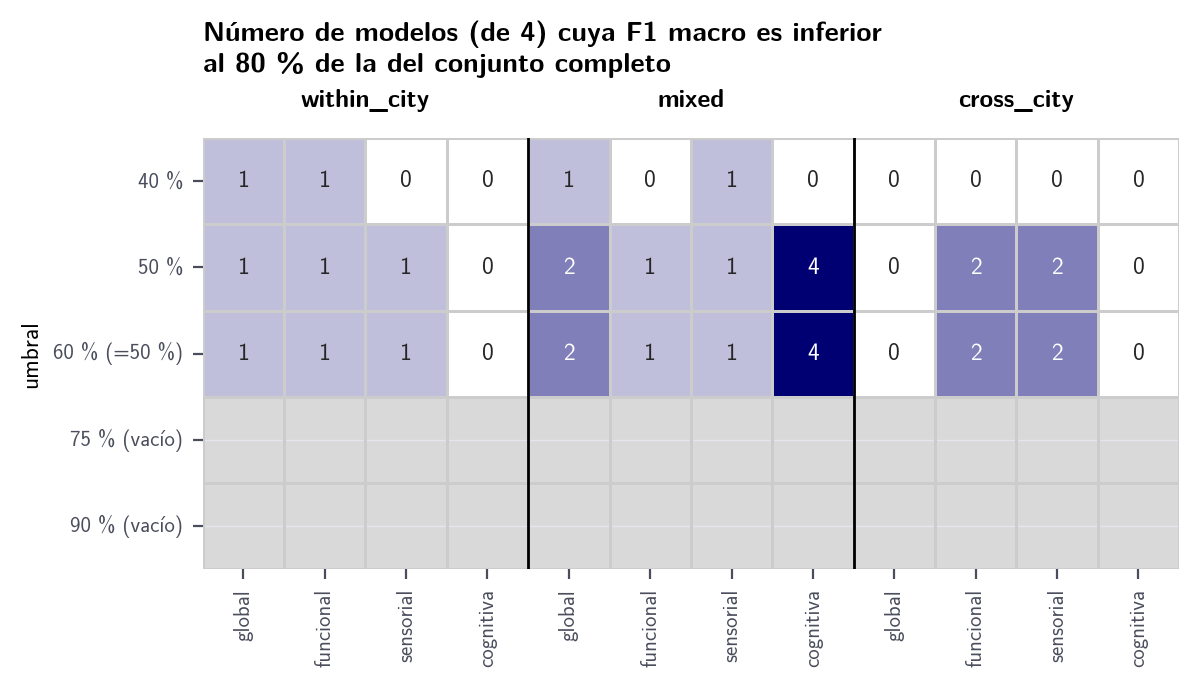 Número de modelos (de 4) cuya F1 macro es inferior
al 80 % de la del conjunto completo
within_city mixed cross_city
40 % 1 1 0 0 1 0 1 0 0 0 0 0
50 % 1 1 1 0 2 1 1 4 0 2 2 0
60 % (=50 %) 1 1 1 0 2 1 1 4 0 2 2 0
75 % (vacío)
90 % (vacío)
umbral
global funcional sensorial cognitiva global funcional sensorial cognitiva global funcional sensorial cognitiva